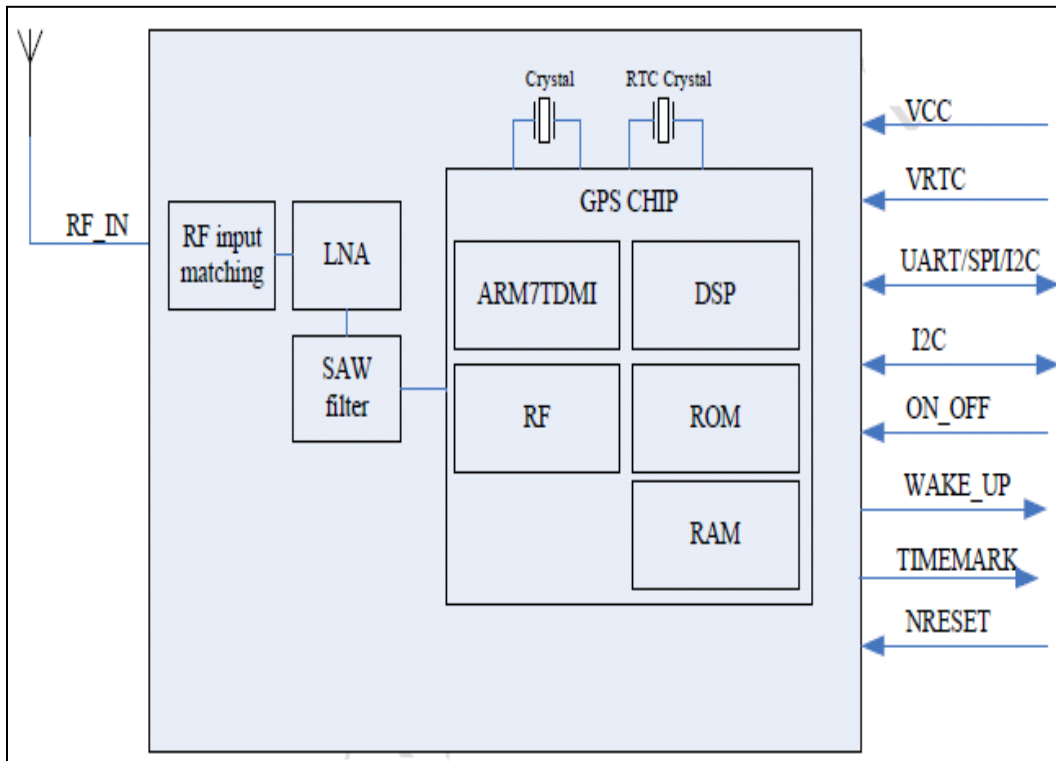 Crystal
RTC Crystal
VCC
GPS CHIP
VRTC
RF_IN
RF input
matching
LNA
ARM7TDMI
DSP
UART/SPI/I2C
I2C
SAW
filter
RF
ROM
ON_OFF
WAKE_UP
RAM
TIMEMARK
NRESET